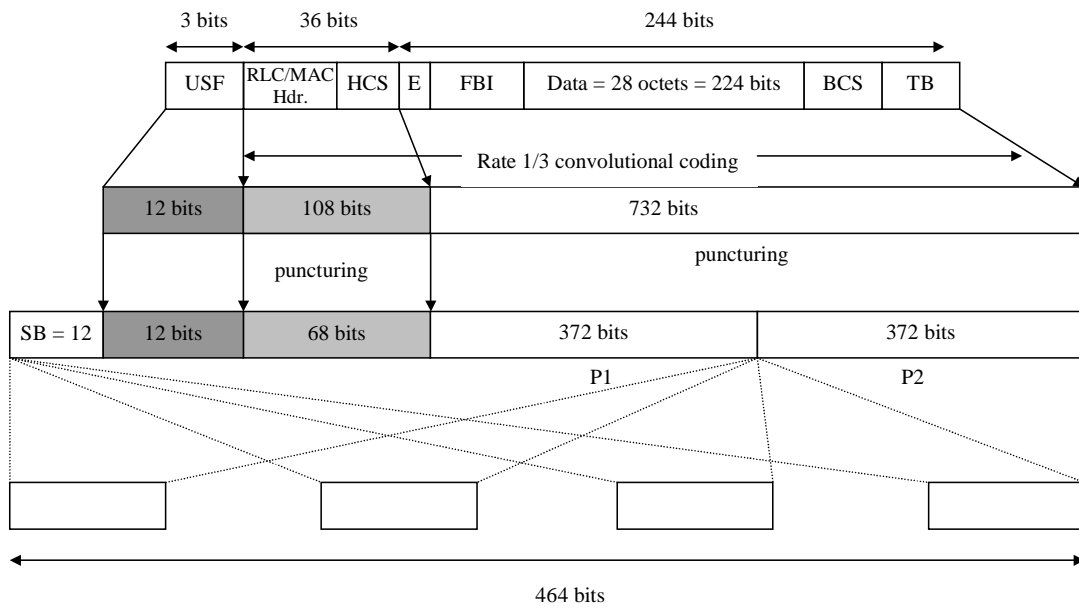 3 bits 36 bits 244 bits
USF RLC/MAC Hdr. HCS E FBI Data = 28 octets = 224 bits BCS TB
Rate 1/3 convolutional coding
12 bits 108 bits 732 bits
puncturing puncturing
SB = 12 12 bits 68 bits 372 bits 372 bits
P1 P2
464 bits